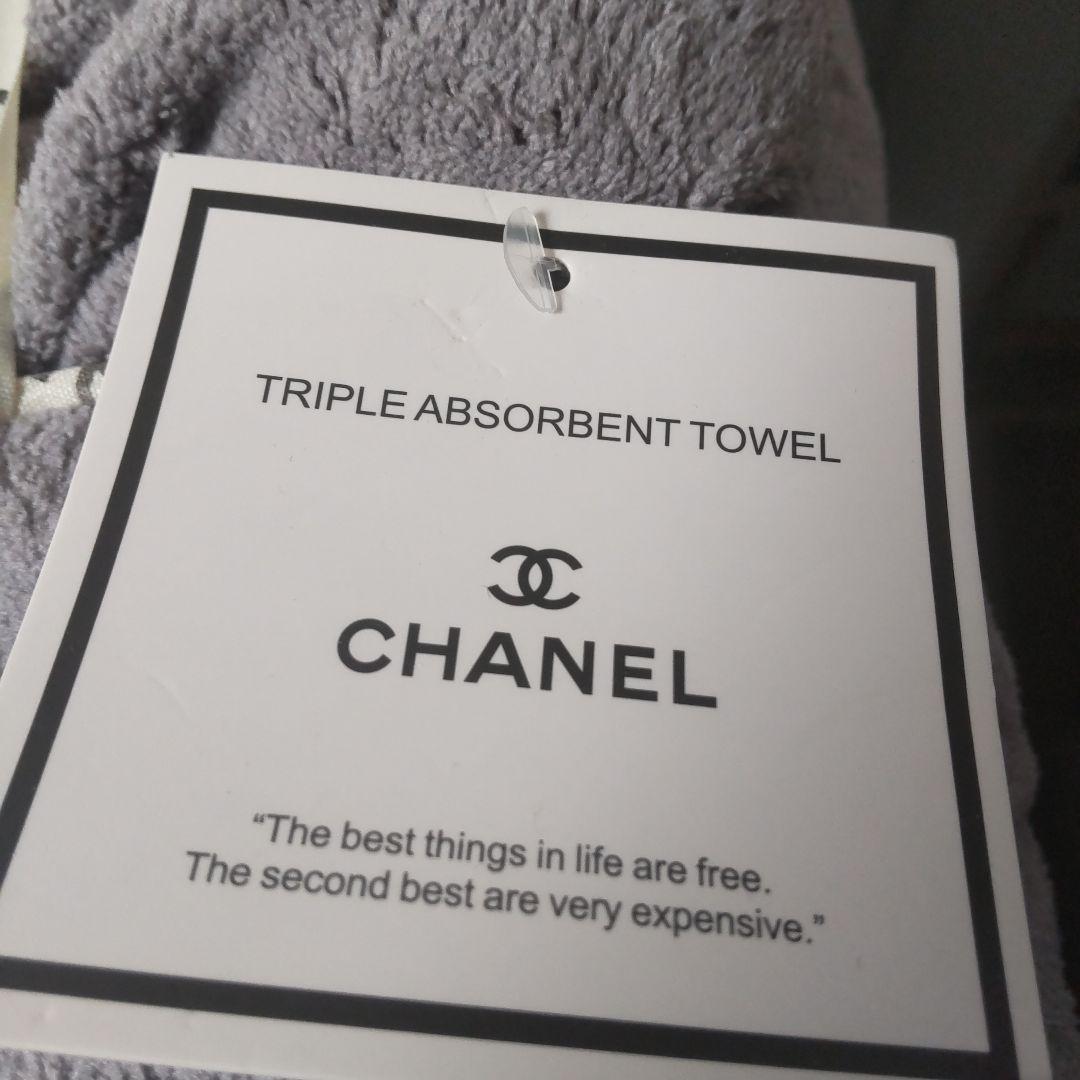 TRIPLE ABSORBENT TOWEL
CHANEL
“The best things in life are free.
The second best are very expensive.”